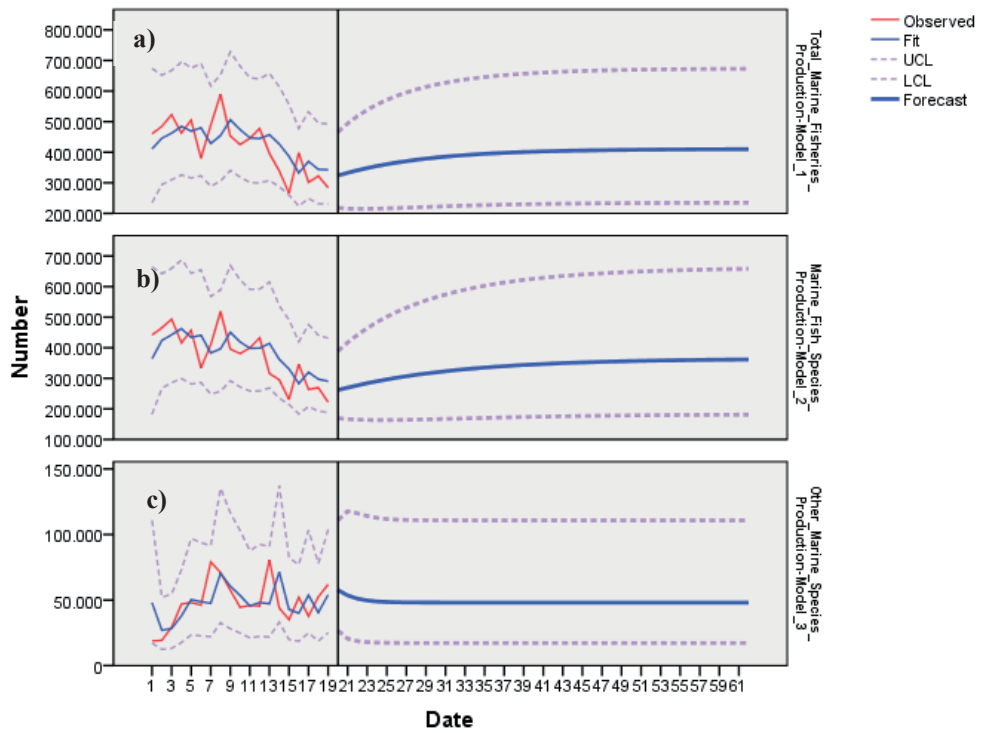 a)
800.000
700.000
600.000
500.000
400.000
300.000
200.000
Total_Marine_Fisheries_
Production-Model_1
b)
700.000
600.000
500.000
400.000
300.000
200.000
100.000
Marine_Fish_Species_
Production-Model_2
c)
150.000
100.000
50.000
0
Other_Marine_Species_
Production-Model_3
Number
1 3 5 7 9 11 13 15 17 19 21 23 25 27 29 31 33 35 37 39 41 43 45 47 49 51 53 55 57 59 61
Date
Observed
Fit
UCL
LCL
Forecast